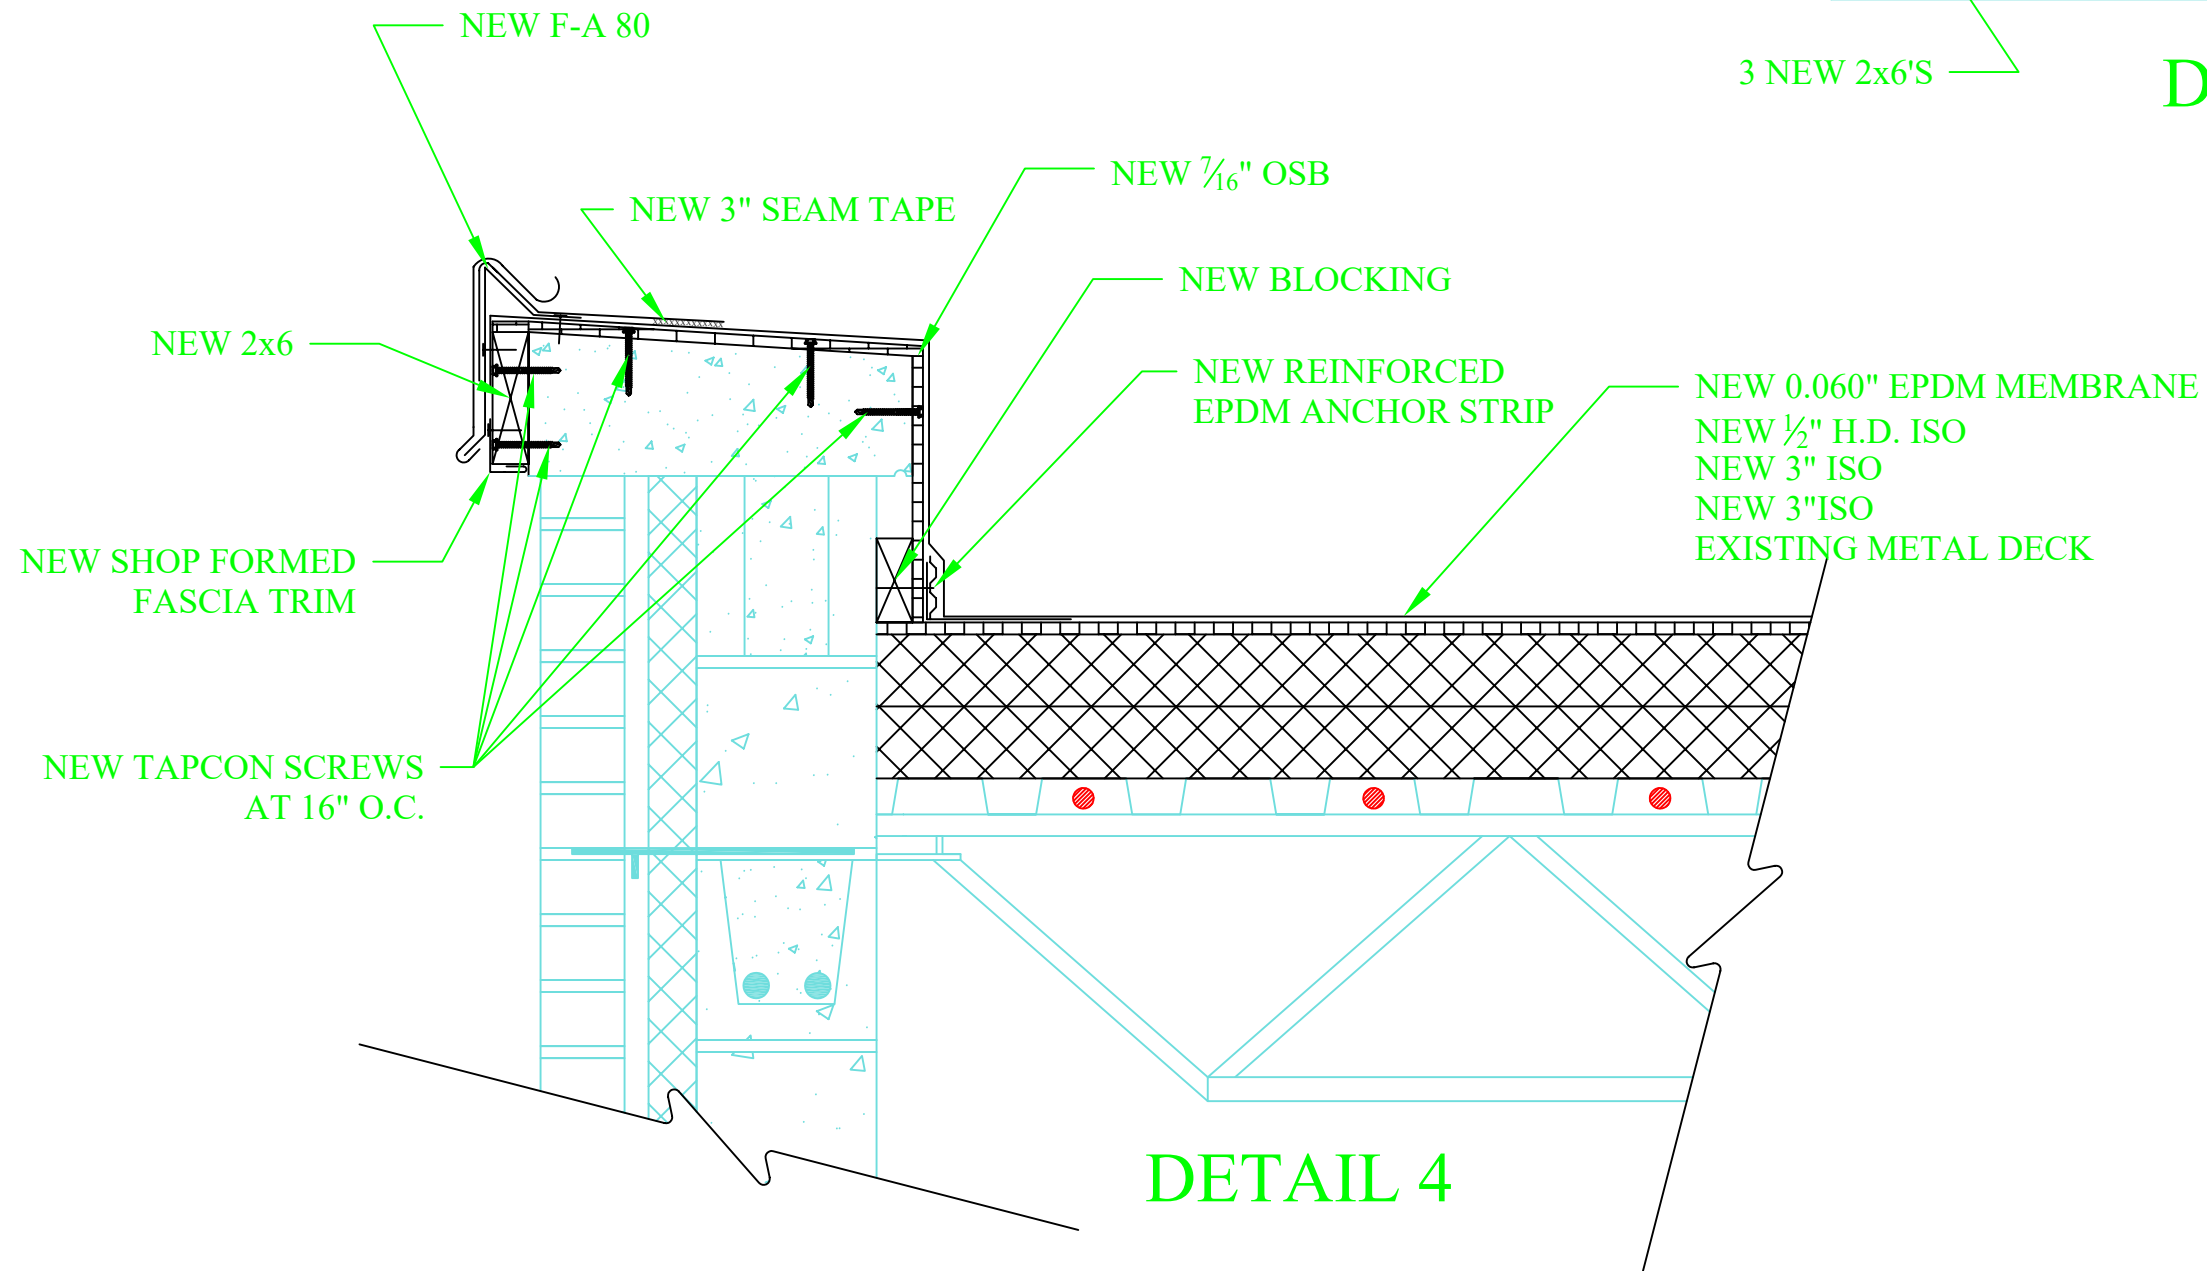 NEW F-A 80
3 NEW 2x6'S
D
NEW 7/16" OSB
NEW 3" SEAM TAPE
NEW BLOCKING
NEW 2x6
NEW REINFORCED
EPDM ANCHOR STRIP
NEW 0.060" EPDM MEMBRANE
NEW 1/2" H.D. ISO
NEW 3" ISO
NEW 3"ISO
EXISTING METAL DECK
NEW SHOP FORMED
FASCIA TRIM
NEW TAPCON SCREWS
AT 16" O.C.
DETAIL 4